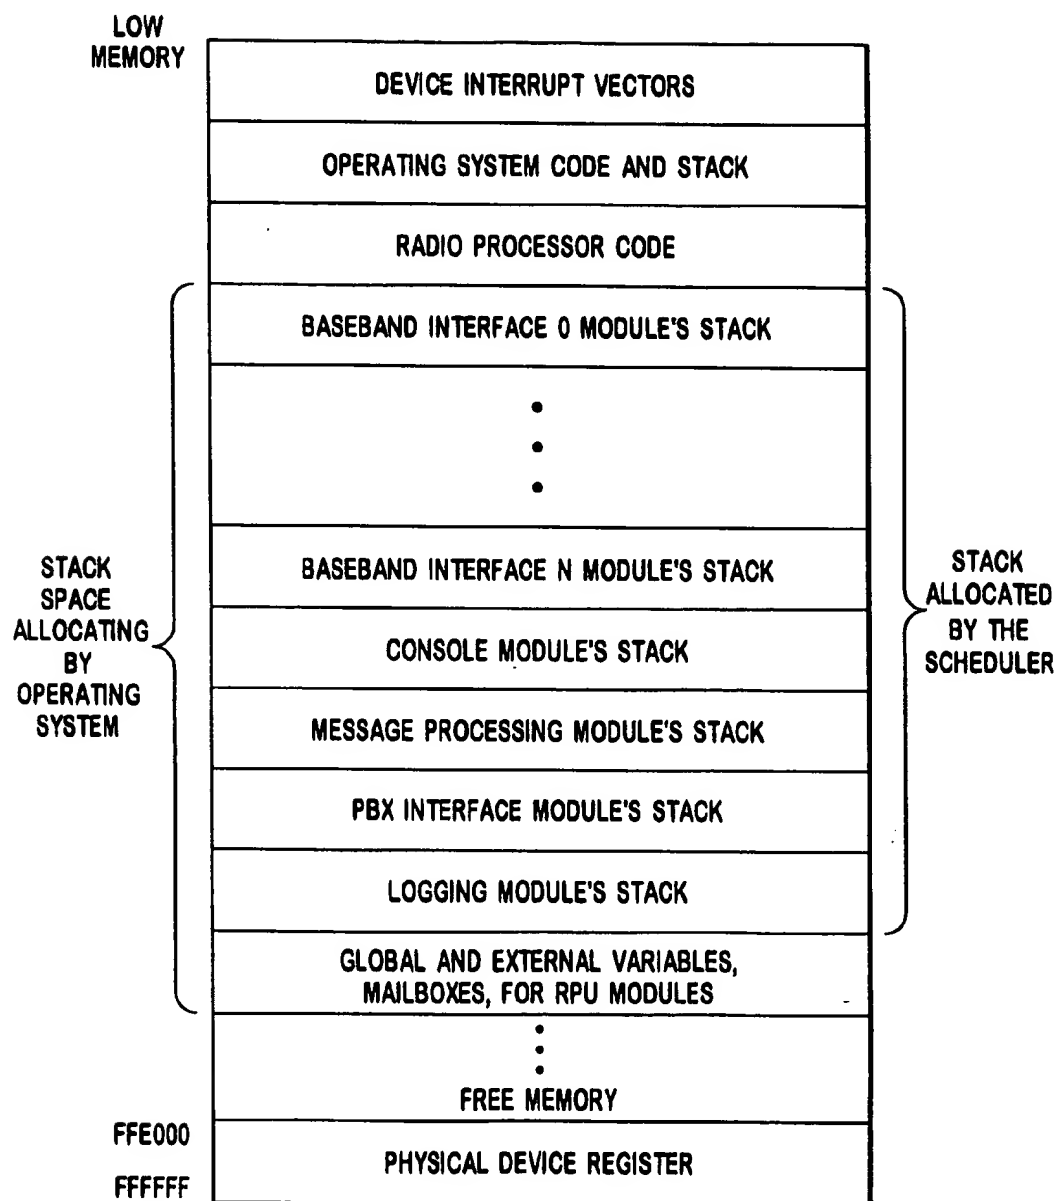 LOW
MEMORY
DEVICE INTERRUPT VECTORS
OPERATING SYSTEM CODE AND STACK
RADIO PROCESSOR CODE
BASEBAND INTERFACE 0 MODULE'S STACK
BASEBAND INTERFACE N MODULE'S STACK
CONSOLE MODULE'S STACK
MESSAGE PROCESSING MODULE'S STACK
PBX INTERFACE MODULE'S STACK
LOGGING MODULE'S STACK
GLOBAL AND EXTERNAL VARIABLES,
MAILBOXES, FOR RPU MODULES
FREE MEMORY
PHYSICAL DEVICE REGISTER
STACK
SPACE
ALLOCATING
BY
OPERATING
SYSTEM
STACK
ALLOCATED
BY THE
SCHEDULER
FFE000
FFFFFF